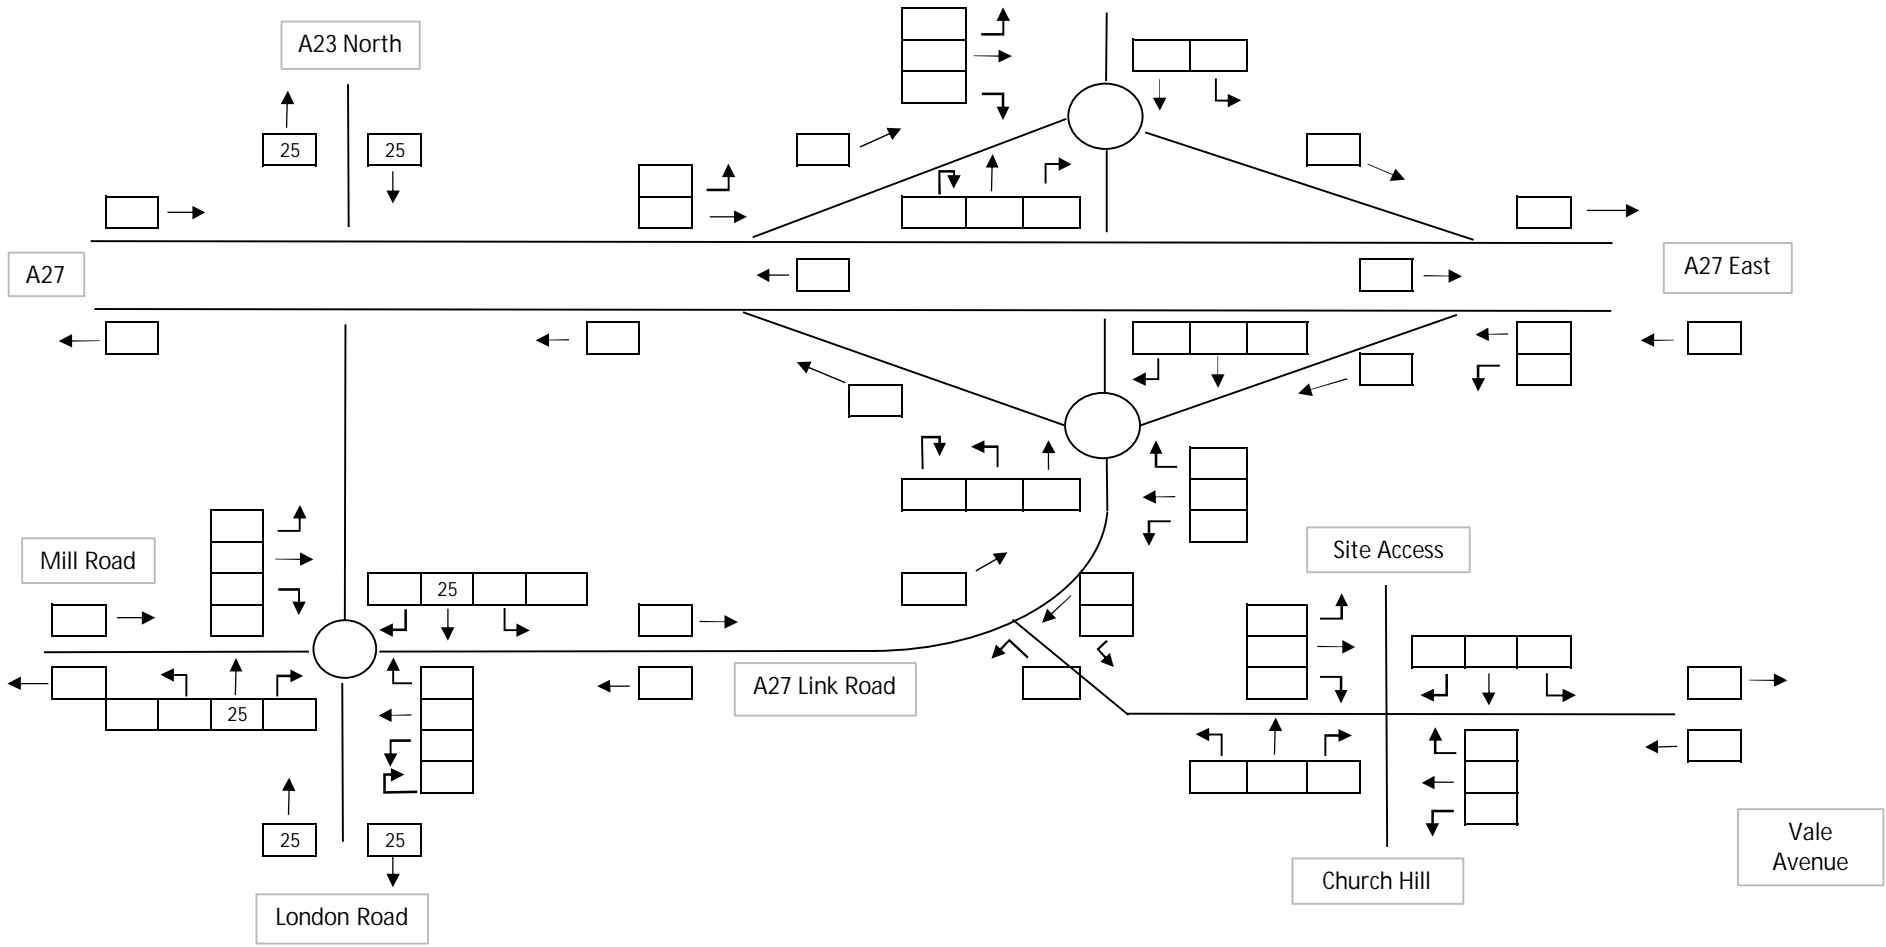 A23 North
25
25
A27
A27 East
Mill Road
Site Access
25
A27 Link Road
25
25
25
Vale
Avenue
Church Hill
London Road